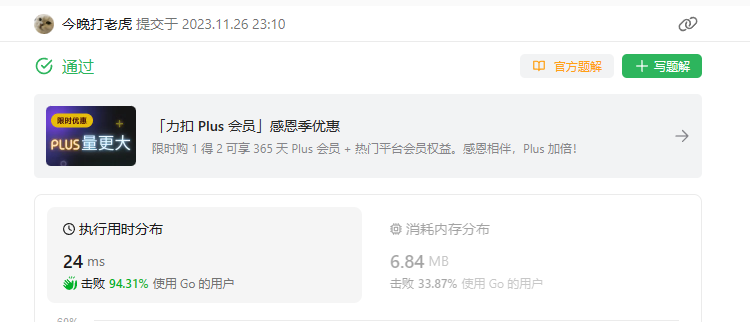 今晚打老虎 提交于 2023.11.26 23:10
通过
官方题解
写题解
限时优惠
PLUS量更大
「力扣 Plus 会员」感恩季优惠
限时购 1 得 2 可享 365 天 Plus 会员 + 热门平台会员权益。感恩相伴，Plus 加倍！
执行用时分布
24 ms
击败 94.31% 使用 Go 的用户
消耗内存分布
6.84 MB
击败 33.87% 使用 Go 的用户